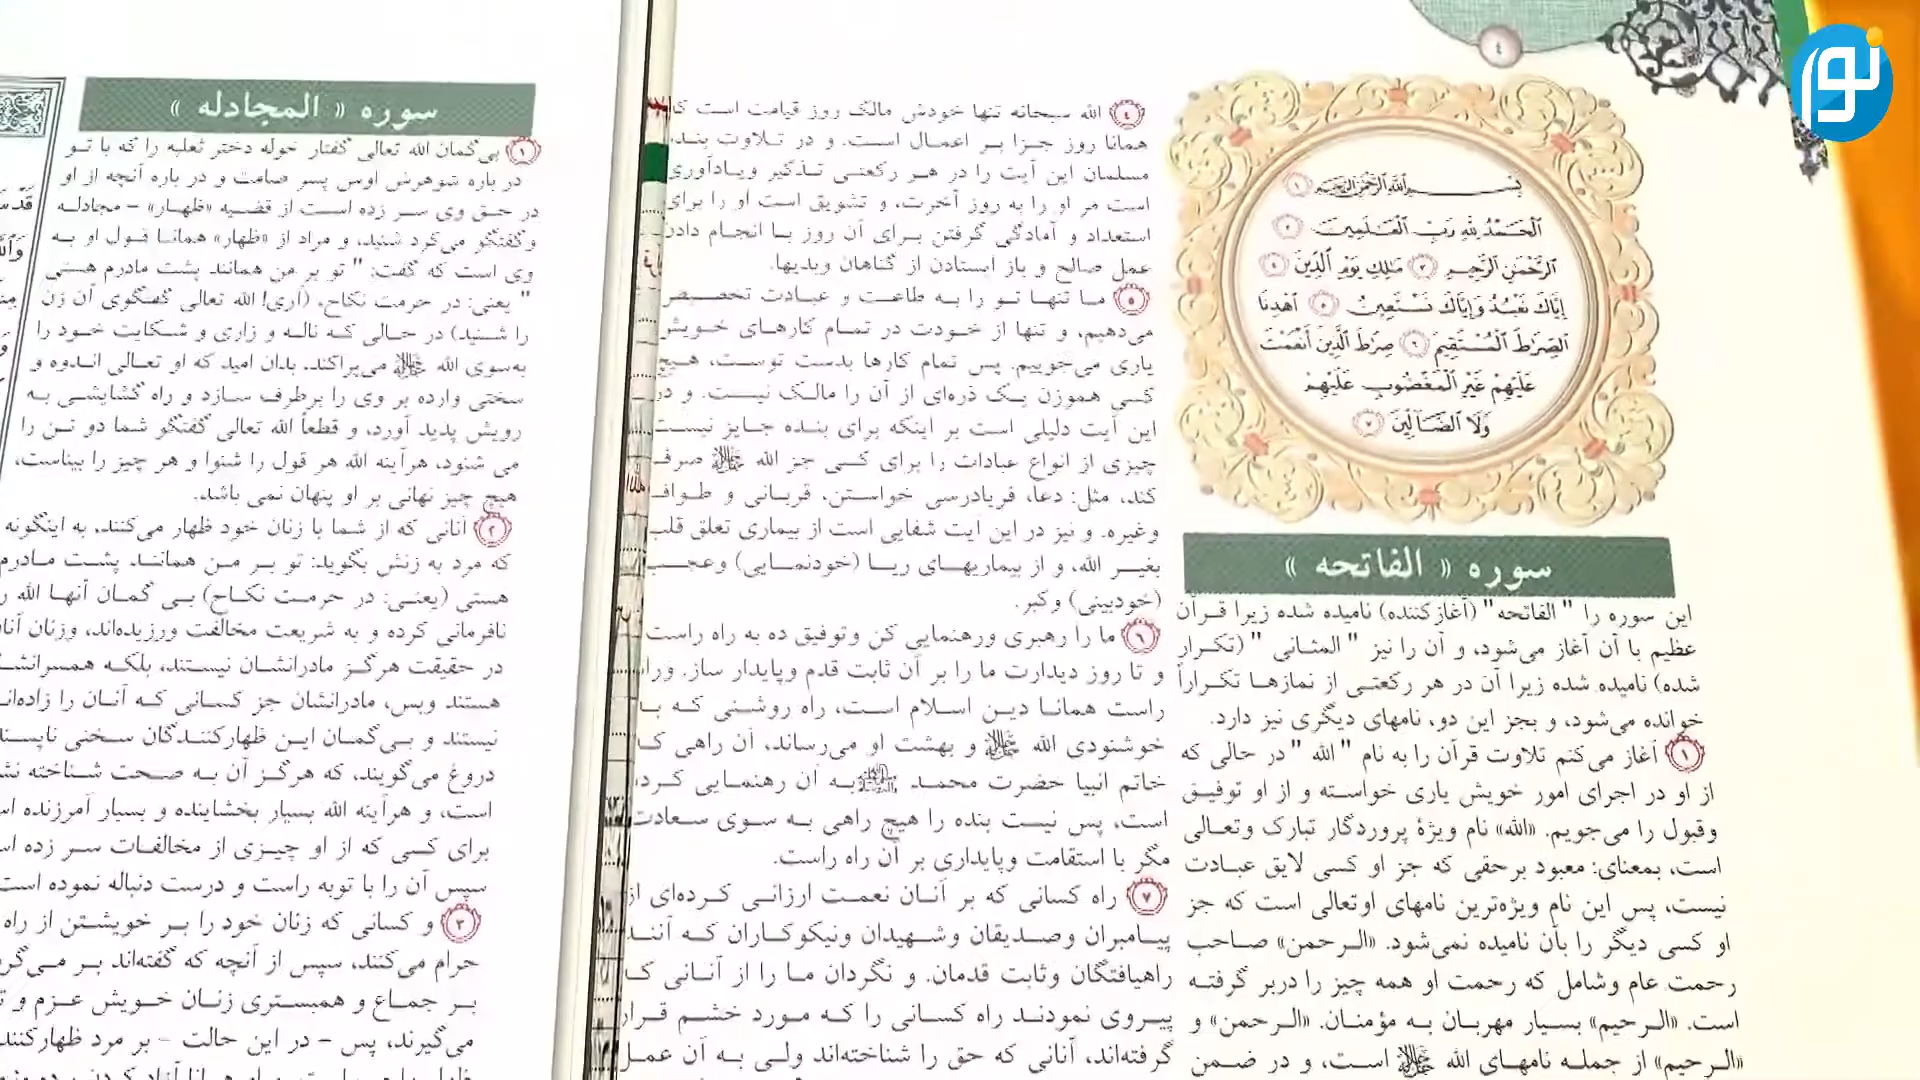 نور
٤
بِسْمِ ٱللَّهِ ٱلرَّحْمَٰنِ ٱلرَّحِيمِ ١
ٱلْحَمْدُ لِلَّهِ رَبِّ ٱلْعَٰلَمِينَ ٢
ٱلرَّحْمَٰنِ ٱلرَّحِيمِ ٣ مَٰلِكِ يَوْمِ ٱلدِّينِ ٤
إِيَّاكَ نَعْبُدُ وَإِيَّاكَ نَسْتَعِينُ ٥ ٱهْدِنَا
ٱلصِّرَٰطَ ٱلْمُسْتَقِيمَ ٦ صِرَٰطَ ٱلَّذِينَ أَنْعَمْتَ
عَلَيْهِمْ غَيْرِ ٱلْمَغْضُوبِ عَلَيْهِمْ
وَلَا ٱلضَّآلِّينَ ٧
سوره « الفاتحه »
این سوره را " الفاتحه" (آغازکننده) نامیده شده زیرا قرآن
عظیم با آن آغاز می‌شود، و آن را نیز " المثانی " (تکرار
شده) نامیده شده زیرا آن در هر رکعتی از نمازها تکراراً
خوانده می‌شود، و بجز این دو، نامهای دیگری نیز دارد.
١ آغاز می‌کنم تلاوت قرآن را به نام " الله " در حالی که
از او در اجرای امور خویش یاری خواسته و از او توفیق
وقبول را می‌جویم. «الله» نام ویژۀ پروردگار تبارک وتعالی
است، بمعنای: معبود برحقی که جز او کسی لایق عبادت
نیست، پس این نام ویژه‌ترین نامهای اوتعالی است که جز
او کسی دیگر را بآن نامیده نمی‌شود. «الرحمن» صاحب
رحمت عام وشامل که رحمت او همه چیز را دربر گرفته
است. «الرحیم» بسیار مهربان به مؤمنان. «الرحمن» و
«الرحیم» از جمله نامهای الله ﷻ است، و در ضمن
٤ الله سبحانه تنها خودش مالک روز قیامت است که
همانا روز جزا بر اعمال است. و در تلاوت بنده
مسلمان این آیت را در هر رکعتی تذکیر ویادآوری
است مر او را به روز آخرت، و تشویق است او را برای
استعداد و آمادگی گرفتن برای آن روز با انجام دادن
عمل صالح و باز ایستادن از گناهان وبدیها.
٥ ما تنها تو را به طاعت و عبادت تخصیص
می‌دهیم، و تنها از خودت در تمام کارهای خویش
یاری می‌جوییم. پس تمام کارها بدست توست، هیچ
کسی هموزن یک ذره‌ای از آن را مالک نیست. و در
این آیت دلیلی است بر اینکه برای بنده جایز نیست
چیزی از انواع عبادات را برای کسی جز الله ﷻ صرف
کند، مثل: دعا، فریادرسی خواستن، قربانی و طواف
وغیره. و نیز در این ایت شفایی است از بیماری تعلق قلب
بغیر الله، و از بیماریهای ریا (خودنمایی) وعجب
(خودبینی) وکبر.
٦ ما را رهبری ورهنمایی کن وتوفیق ده به راه راست
و تا روز دیدارت ما را بر آن ثابت قدم وپایدار ساز. وراه
راست همانا دین اسلام است، راه روشنی که به
خوشنودی الله ﷻ و بهشت او می‌رساند، آن راهی که
خاتم انبیا حضرت محمد ﷺ به آن رهنمایی کرده
است، پس نیست بنده را هیچ راهی به سوی سعادت
مگر با استقامت وپایداری بر آن راه راست.
٧ راه کسانی که بر آنان نعمت ارزانی کرده‌ای از
پیامبران وصدیقان وشهیدان ونیکوکاران که آنند
راهیافتگان وثابت قدمان. و نگردان ما را از آنانی که
پیروی نمودند راه کسانی را که مورد خشم قرار
گرفته‌اند، آنانی که حق را شناخته‌اند ولی به آن عمل
سوره « المجادله »
١ بی‌گمان الله تعالی گفتار خوله دختر ثعلبه را که با تو
در باره شوهرش اوس پسر صامت و در باره آنچه از او
در حق وی سر زده است از قضیه «ظهار» – مجادله
وگفتگو می‌کرد شنید، و مراد از «ظهار» همانا قول او به
وی است که گفت: " تو بر من همانند پشت مادرم هستی
" یعنی: در حرمت نکاح، (آری! الله تعالی گفتگوی آن زن
را شنید) در حالی که ناله و زاری و شکایت خود را
به‌سوی الله ﷻ می‌پراکند. بدان امید که او تعالی اندوه و
سختی وارده بر وی را برطرف سازد و راه گشایشی به
رویش پدید آورد، و قطعاً الله تعالی گفتگو شما دو تن را
می شنود، هرآینه الله هر قول را شنوا و هر چیز را بیناست،
هیچ چیز نهانی بر او پنهان نمی باشد.
٢ آنانی که از شما با زنان خود ظهار می‌کنند. به اینگونه
که مرد به زنش بگوید: تو بر من همانند پشت مادرم
هستی (یعنی: در حرمت نکاح) بی گمان آنها الله را
نافرمانی کرده و به شریعت مخالفت ورزیده‌اند، وزنان آنان
در حقیقت هرگز مادرانشان نیستند، بلکه همسرانشان
هستند وبس، مادرانشان جز کسانی که آنان را زاده‌اند
نیستند و بی‌گمان این ظهارکنندگان سخنی ناپسند
دروغ می‌گویند، که هرگز آن به صحت شناخته
است، و هرآینه الله بسیار بخشاینده و بسیار آمرزنده
برای کسی که از او چیزی از مخالفات سر زده
سپس آن را با توبه راست و درست دنباله نموده است
٣ و کسانی که زنان خود را بر خویشتن از راه
حرام می‌کنند، سپس از آنچه که گفته‌اند بر
بر جماع و همبستری زنان خویش عزم و
می‌گیرند، پس – در این حالت – بر مرد ظهارکننده